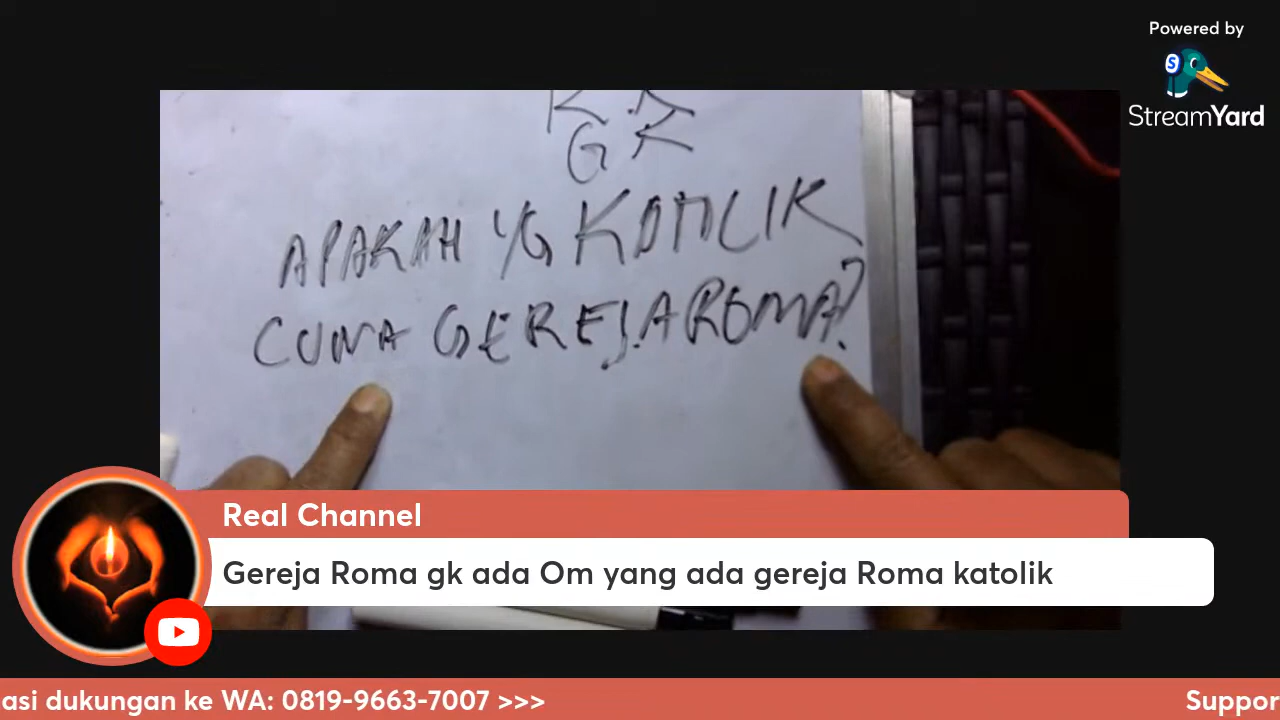 Powered by
StreamYard
G K
APAKAH YG KATOLIK
CUMA GEREJA ROMA?
Real Channel
Gereja Roma gk ada Om yang ada gereja Roma katolik
asi dukungan ke WA: 0819-9663-7007 >>>
Suppor